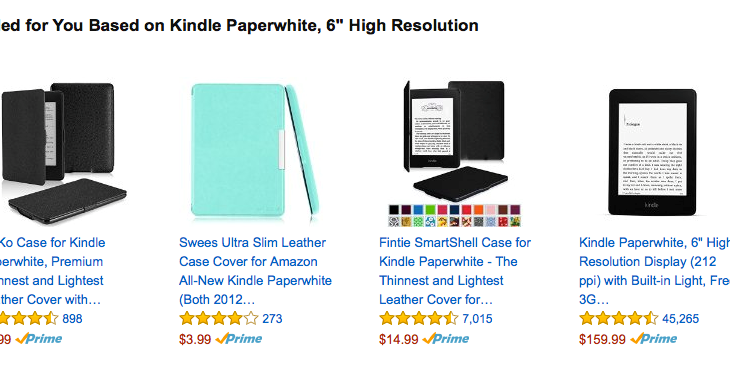 ed for You Based on Kindle Paperwhite, 6" High Resolution
Ko Case for Kindle
erwhite, Premium
nnest and Lightest
ther Cover with…
898
99 Prime
Swees Ultra Slim Leather
Case Cover for Amazon
All-New Kindle Paperwhite
(Both 2012…
273
$3.99 Prime
Fintie SmartShell Case for
Kindle Paperwhite - The
Thinnest and Lightest
Leather Cover for…
7,015
$14.99 Prime
Prologue
kindle
Kindle Paperwhite, 6" High
Resolution Display (212
ppi) with Built-in Light, Free
3G…
45,265
$159.99 Prime